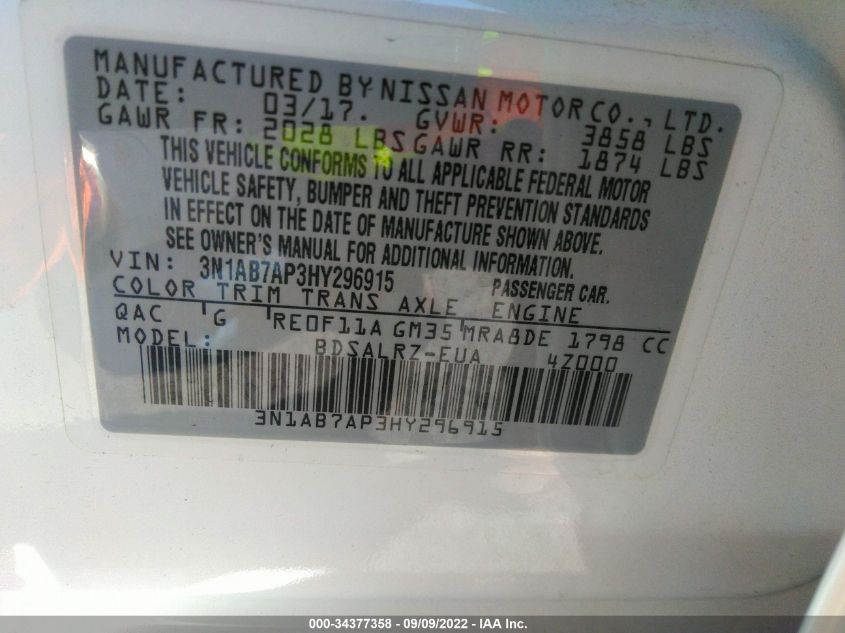 MANUFACTURED BY NISSAN MOTOR CO., LTD.
DATE: 03/17. GVWR: 3858 LBS
GAWR FR: 2028 LBS GAWR RR: 1874 LBS
THIS VEHICLE CONFORMS TO ALL APPLICABLE FEDERAL MOTOR
VEHICLE SAFETY, BUMPER AND THEFT PREVENTION STANDARDS
IN EFFECT ON THE DATE OF MANUFACTURE SHOWN ABOVE.
SEE OWNER'S MANUAL FOR ADDITIONAL INFORMATION.
VIN: 3N1AB7AP3HY296915 PASSENGER CAR.
COLOR TRIM TRANS AXLE ENGINE
QAC G RE0F11A GM35 MRA8DE 1798 CC
MODEL: BDSALRZ-EUA 4Z000
3N1AB7AP3HY296915
000-34377358 - 09/09/2022 - IAA Inc.